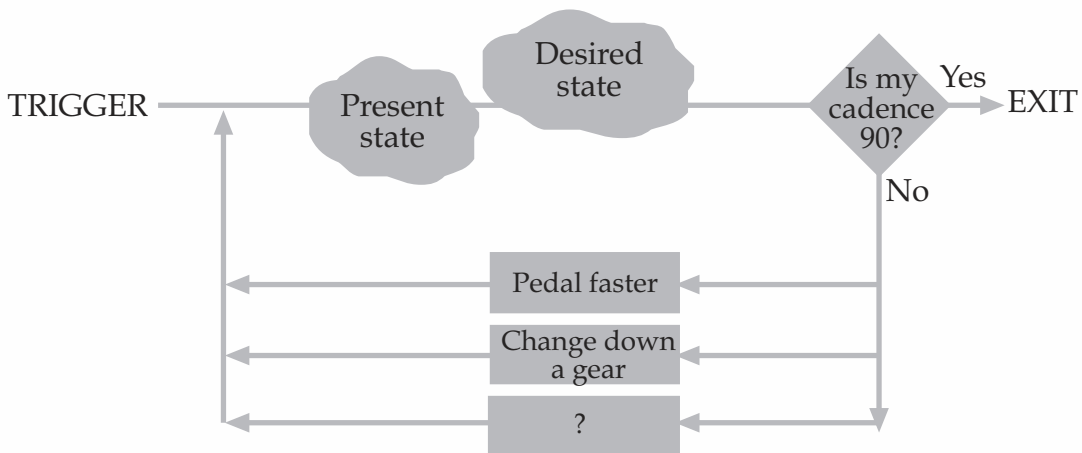 TRIGGER
Present
state
Desired
state
Is my
cadence
90?
Yes
EXIT
No
Pedal faster
Change down
a gear
?